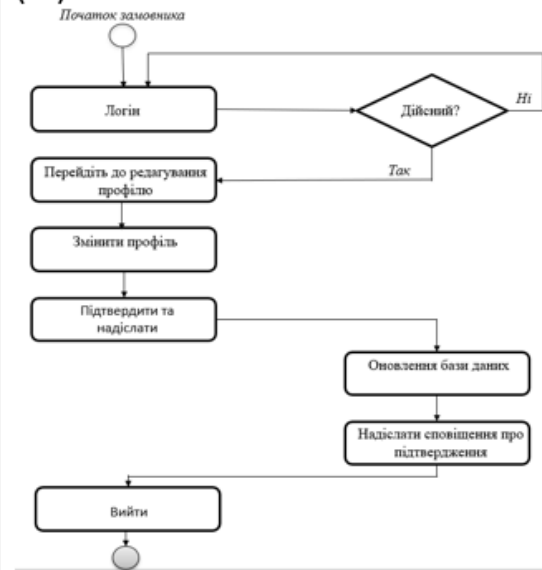 Початок замовника
Логін
Дійсний?
Ні
Перейдіть до редагування
профілю
Так
Змінити профіль
Підтвердити та
надіслати
Оновлення бази даних
Надіслати сповіщення про
підтвердження
Вийти